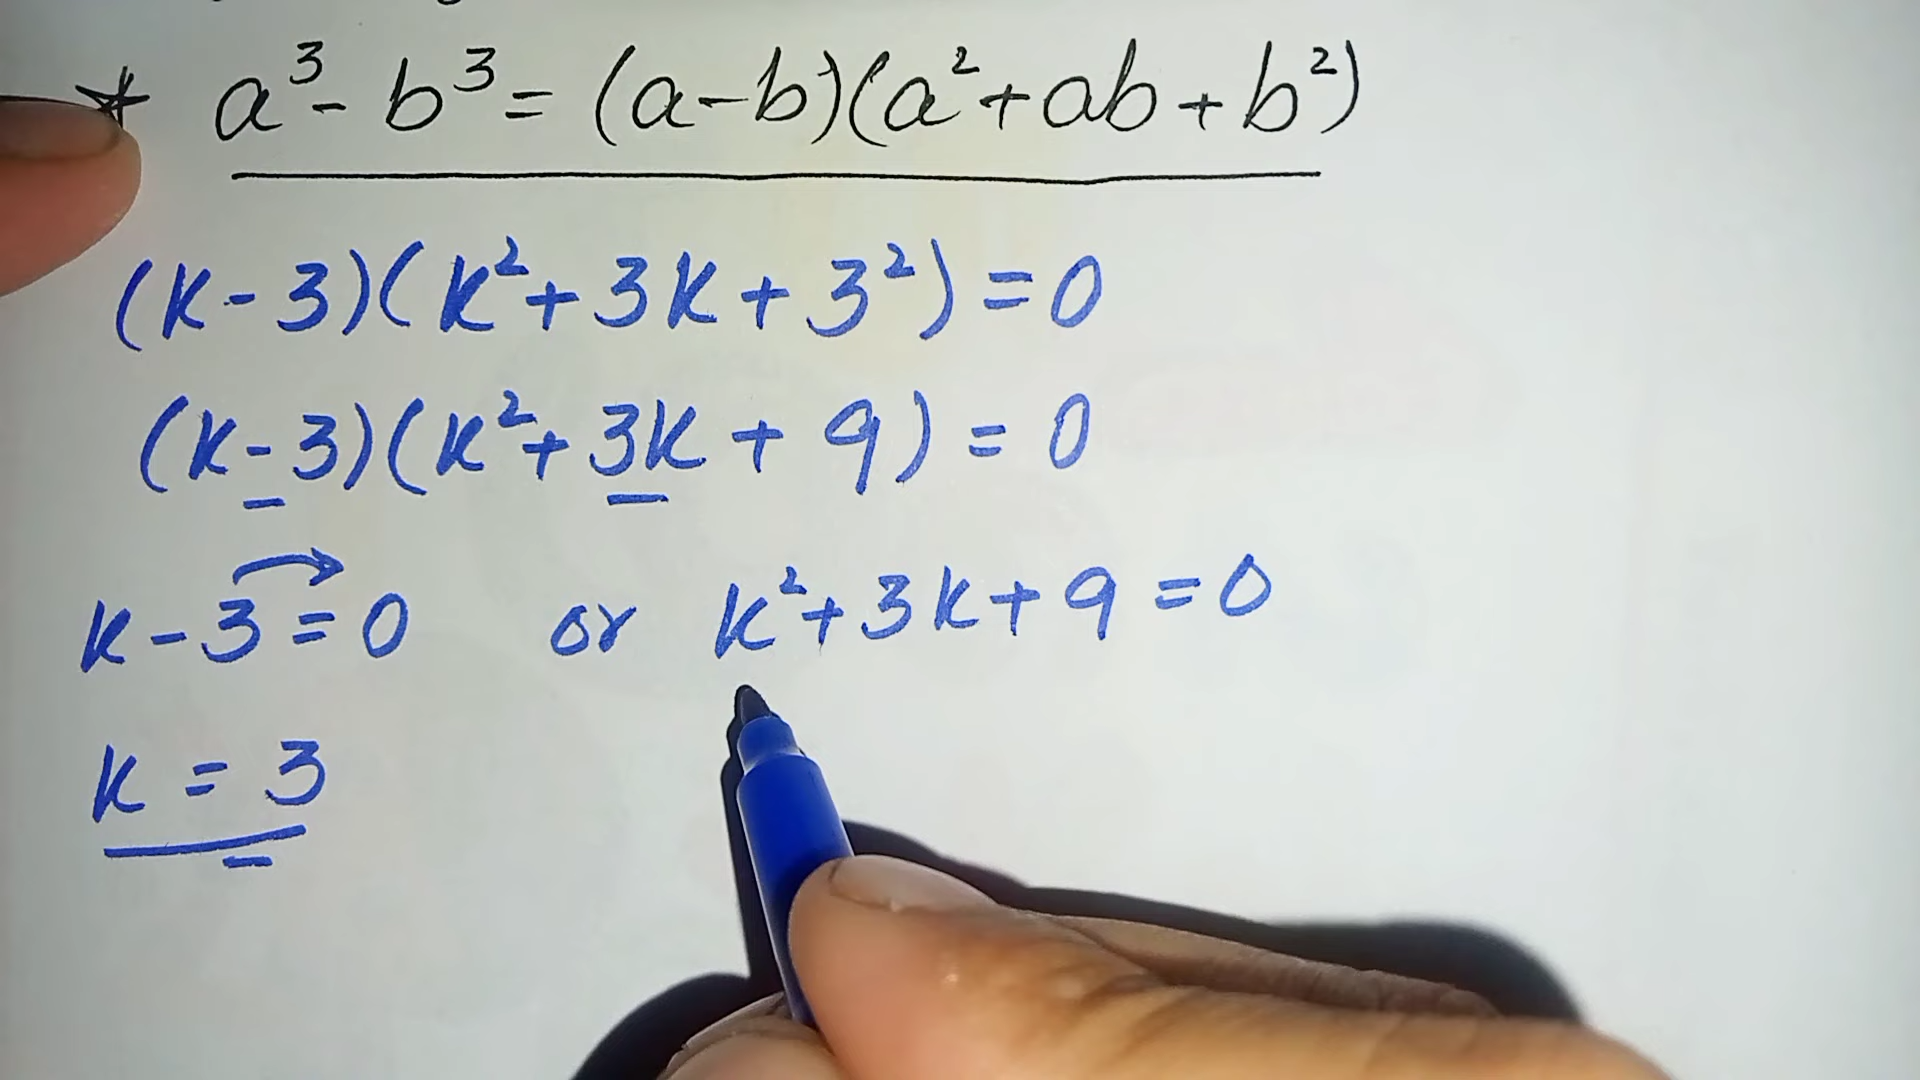 * a³ - b³ = (a-b)(a²+ab+b²)
(k-3)(k²+3k+3²)=0
(k-3)(k²+3k+9)=0
k-3=0 or k²+3k+9=0
k=3